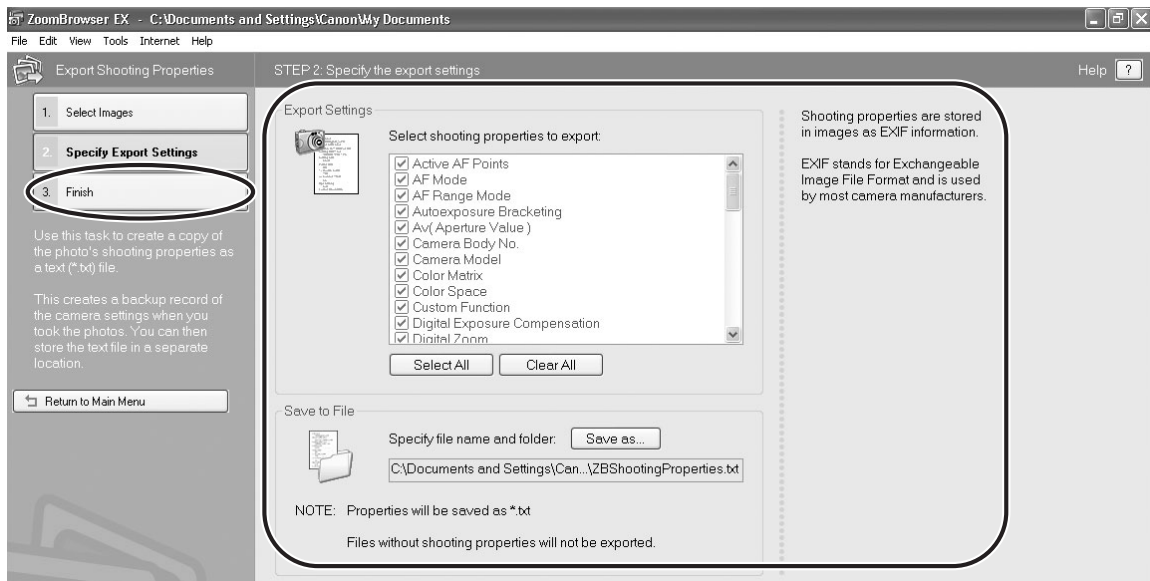 ZoomBrowser EX - C:\Documents and Settings\Canon\My Documents
File Edit View Tools Internet Help
Export Shooting Properties
STEP 2: Specify the export settings
Help ?
1. Select Images
2. Specify Export Settings
3. Finish
Use this task to create a copy of
the photo's shooting properties as
a text (*.txt) file.
This creates a backup record of
the camera settings when you
took the photos. You can then
store the text file in a separate
location.
Return to Main Menu
Export Settings
Select shooting properties to export:
Active AF Points
AF Mode
AF Range Mode
Autoexposure Bracketing
Av( Aperture Value )
Camera Body No.
Camera Model
Color Matrix
Color Space
Custom Function
Digital Exposure Compensation
Digital Zoom
Select All Clear All
Save to File
Specify file name and folder: Save as...
C:\Documents and Settings\Can...\ZBShootingProperties.txt
NOTE: Properties will be saved as *.txt
Files without shooting properties will not be exported.
Shooting properties are stored
in images as EXIF information.
EXIF stands for Exchangeable
Image File Format and is used
by most camera manufacturers.